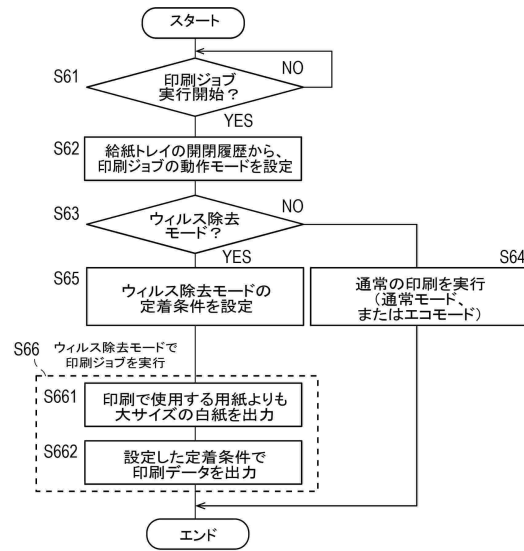 スタート
S61
印刷ジョブ
実行開始？
NO
YES
S62
給紙トレイの開閉履歴から、
印刷ジョブの動作モードを設定
S63
ウィルス除去
モード？
NO
YES
S64
通常の印刷を実行
（通常モード、
またはエコモード）
S65
ウィルス除去モードの
定着条件を設定
S66
ウィルス除去モードで
印刷ジョブを実行
S661
印刷で使用する用紙よりも
大サイズの白紙を出力
S662
設定した定着条件で
印刷データを出力
エンド